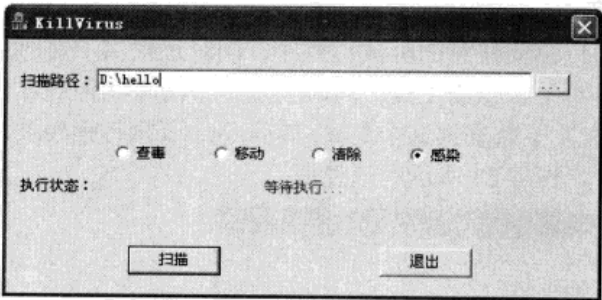 KillVirus
扫描路径：D:\hello
...
查毒 移动 清除 感染
执行状态： 等待执行...
扫描 退出